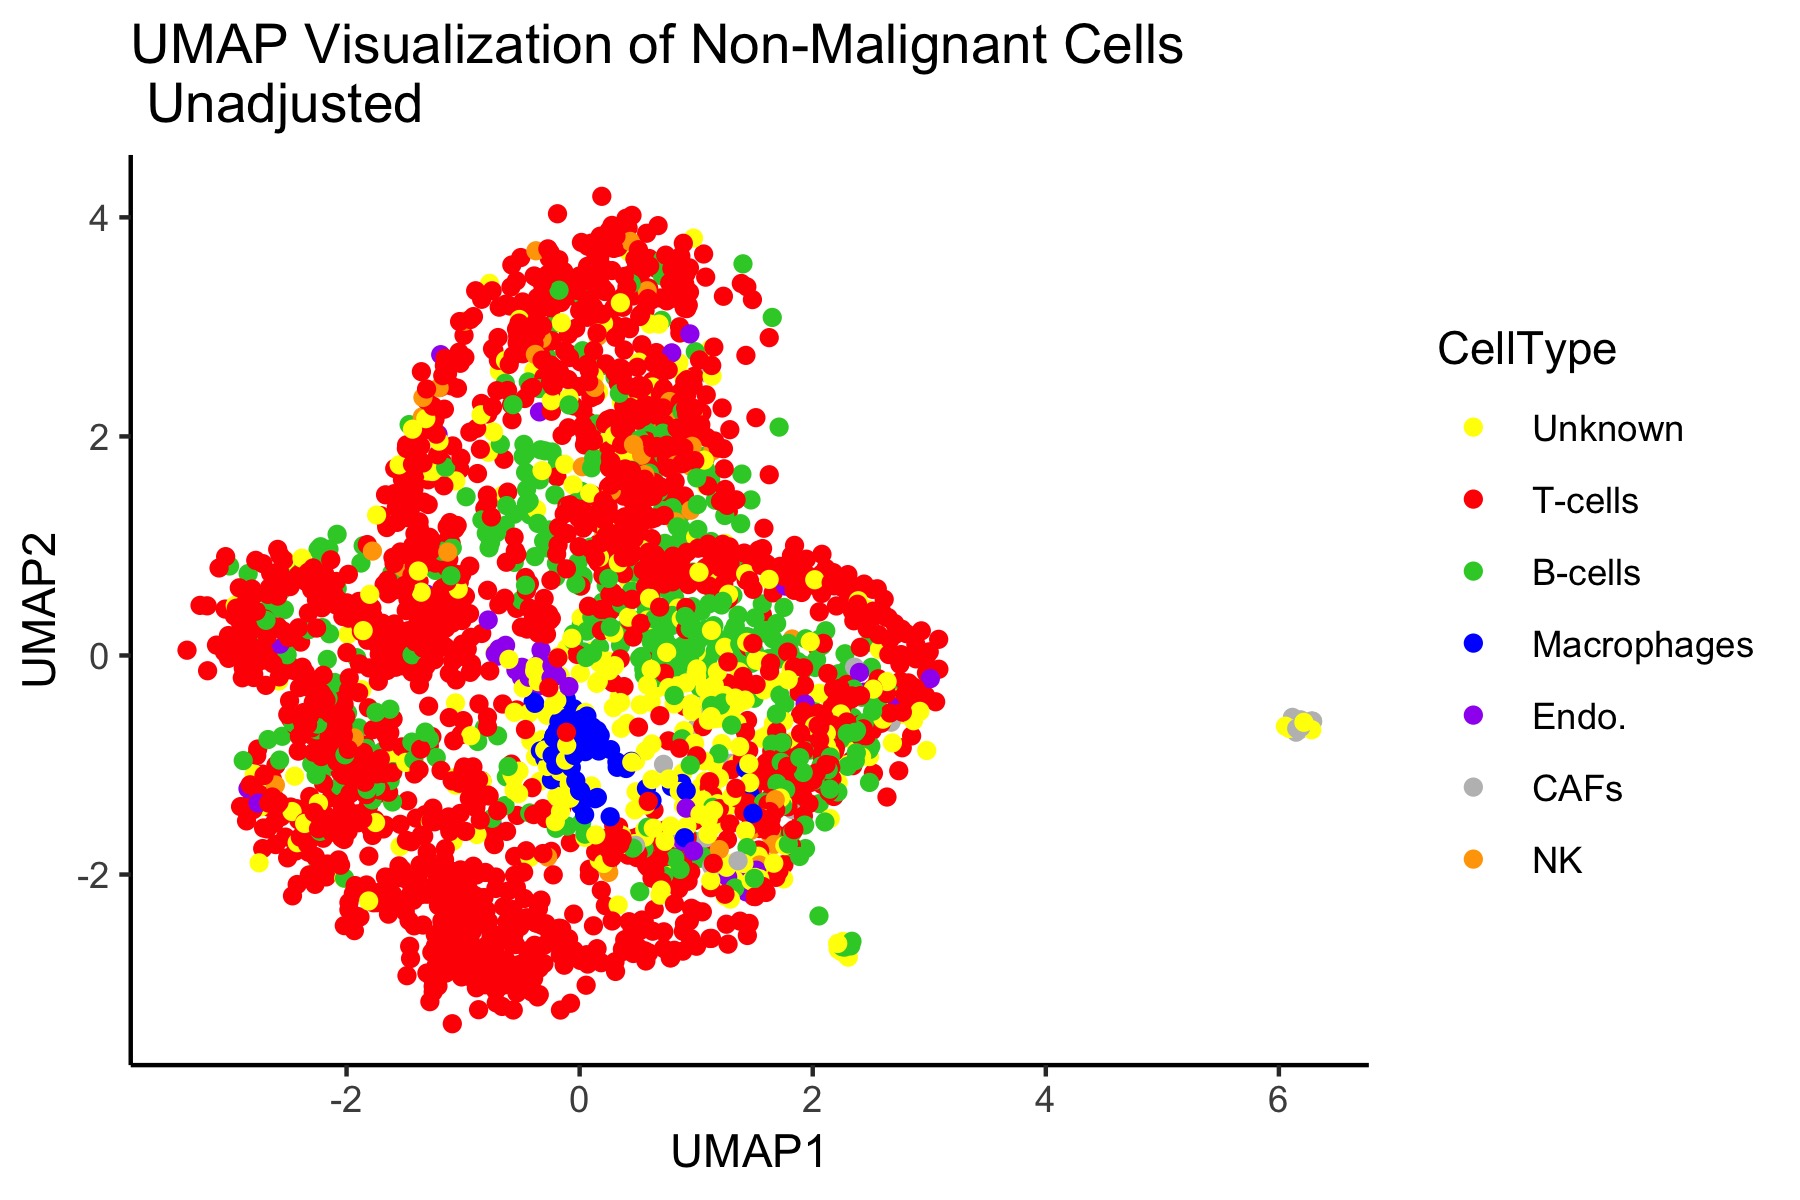 UMAP Visualization of Non-Malignant Cells
Unadjusted
4
2
0
-2
UMAP2
-2
0
2
4
6
UMAP1
CellType
Unknown
T-cells
B-cells
Macrophages
Endo.
CAFs
NK